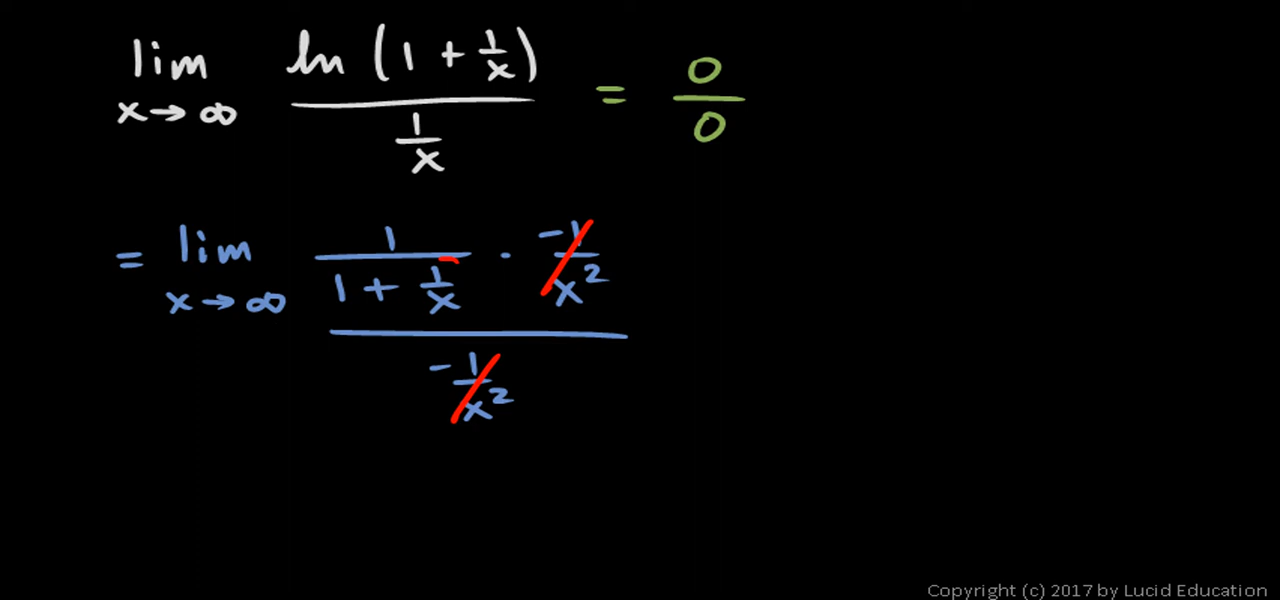 lim x→∞ ln (1 + 1/x) / (1/x) = 0/0
= lim x→∞ (1/(1 + 1/x) · -1/x²) / (-1/x²)
Copyright (c) 2017 by Lucid Education